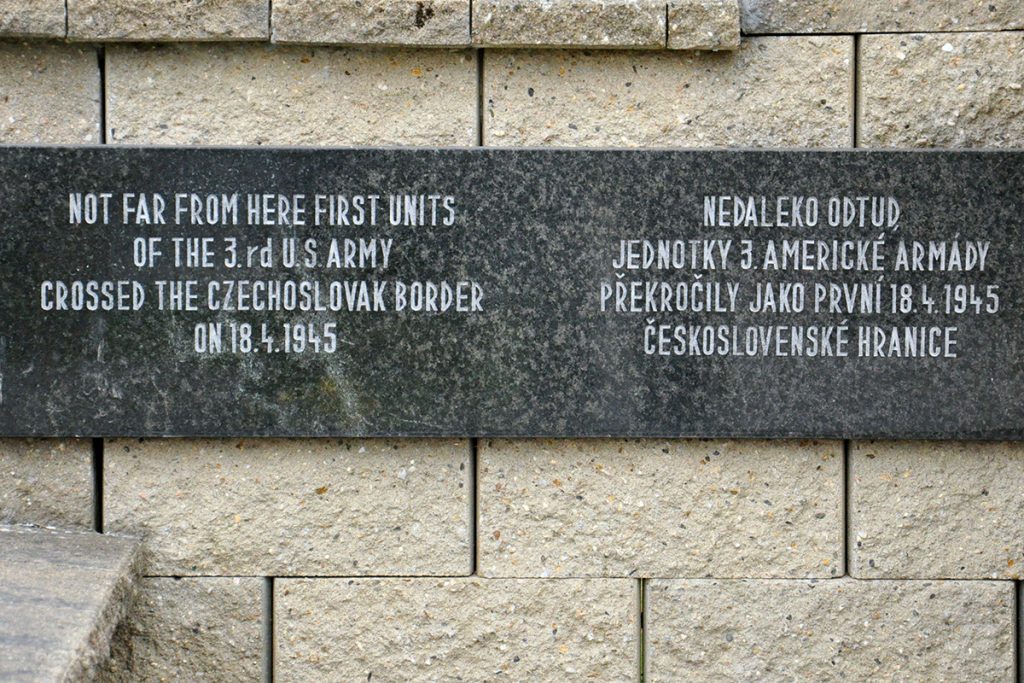 NOT FAR FROM HERE FIRST UNITS
OF THE 3.rd U.S. ARMY
CROSSED THE CZECHOSLOVAK BORDER
ON 18.4.1945
NEDALEKO ODTUD,
JEDNOTKY 3. AMERICKÉ ARMÁDY
PŘEKROČILY JAKO PRVNÍ 18.4.1945
ČESKOSLOVENSKÉ HRANICE